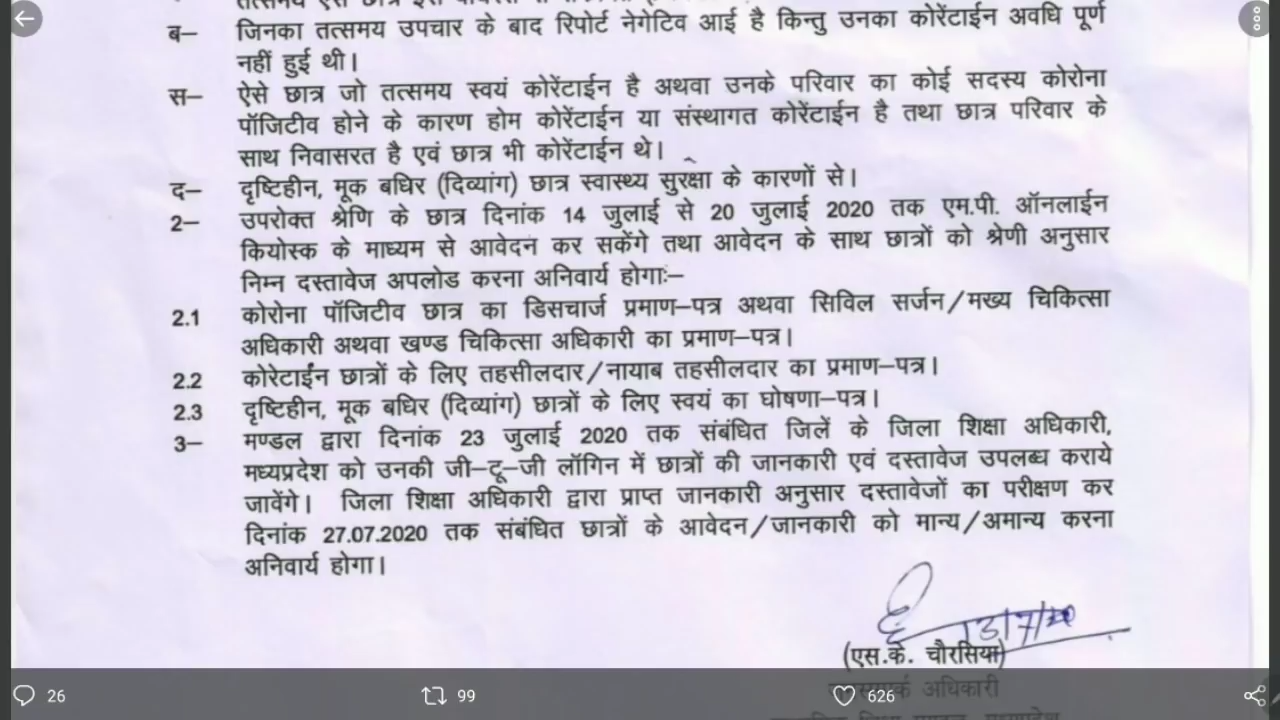 ब– जिनका तत्समय उपचार के बाद रिपोर्ट नेगेटिव आई है किन्तु उनका कोरेंटाईन अवधि पूर्ण
नहीं हुई थी।
स– ऐसे छात्र जो तत्समय स्वयं कोरेंटाईन है अथवा उनके परिवार का कोई सदस्य कोरोना
पॉजिटीव होने के कारण होम कोरेंटाईन या संस्थागत कोरेंटाईन है तथा छात्र परिवार के
साथ निवासरत है एवं छात्र भी कोरेंटाईन थे।
द– दृष्टिहीन, मूक बधिर (दिव्यांग) छात्र स्वास्थ्य सुरक्षा के कारणों से।
2– उपरोक्त श्रेणि के छात्र दिनांक 14 जुलाई से 20 जुलाई 2020 तक एम.पी. ऑनलाईन
कियोस्क के माध्यम से आवेदन कर सकेंगे तथा आवेदन के साथ छात्रों को श्रेणी अनुसार
निम्न दस्तावेज अपलोड करना अनिवार्य होगाः–
2.1 कोरोना पॉजिटीव छात्र का डिसचार्ज प्रमाण–पत्र अथवा सिविल सर्जन/मख्य चिकित्सा
अधिकारी अथवा खण्ड चिकित्सा अधिकारी का प्रमाण–पत्र।
2.2 कोरेटाईंन छात्रों के लिए तहसीलदार/नायाब तहसीलदार का प्रमाण–पत्र।
2.3 दृष्टिहीन, मूक बधिर (दिव्यांग) छात्रों के लिए स्वयं का घोषणा–पत्र।
3– मण्डल द्वारा दिनांक 23 जुलाई 2020 तक संबंधित जिलें के जिला शिक्षा अधिकारी,
मध्यप्रदेश को उनकी जी–टू–जी लॉगिन में छात्रों की जानकारी एवं दस्तावेज उपलब्ध कराये
जावेंगे। जिला शिक्षा अधिकारी द्वारा प्राप्त जानकारी अनुसार दस्तावेजों का परीक्षण कर
दिनांक 27.07.2020 तक संबंधित छात्रों के आवेदन/जानकारी को मान्य/अमान्य करना
अनिवार्य होगा।
(एस.के. चौरसिया)
अधिकारी
26 99 626